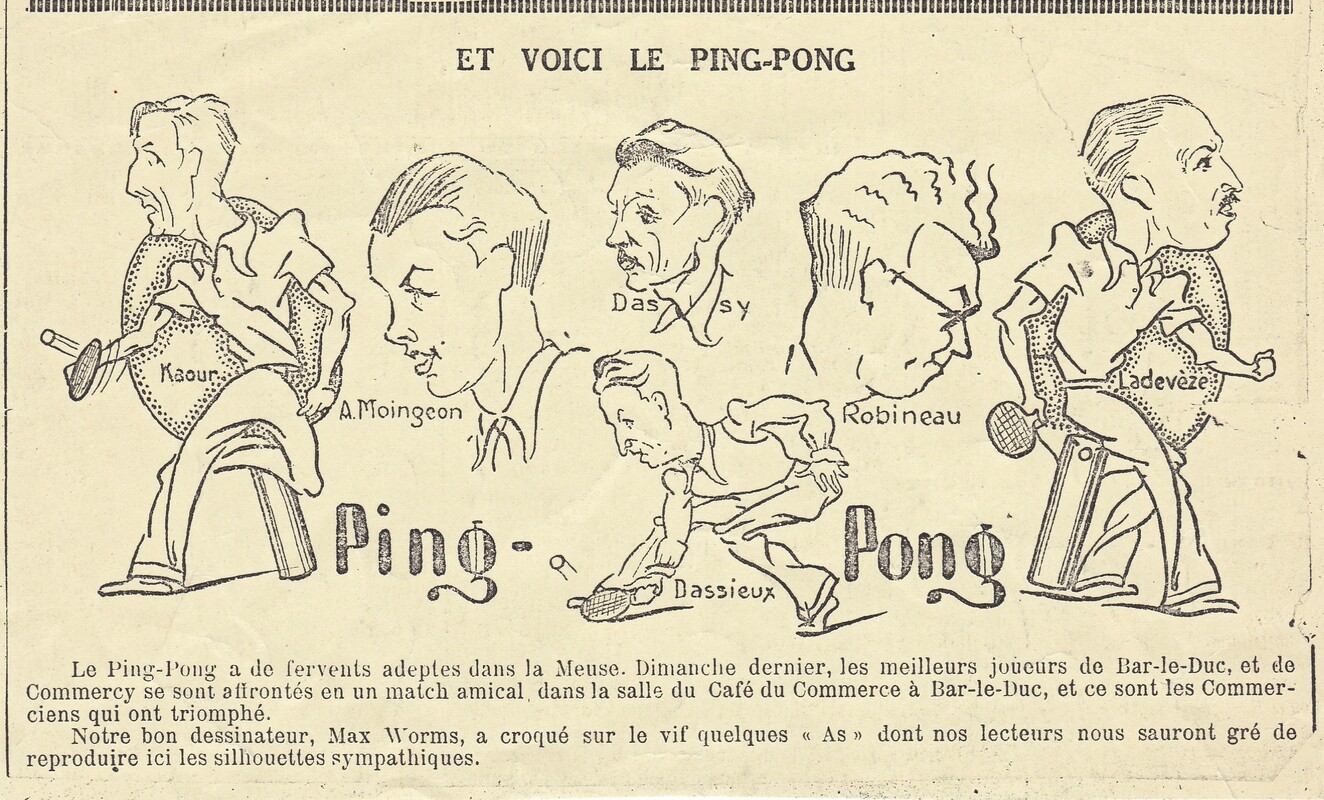 ET VOICI LE PING-PONG
Dassy
Kaour
Ladevèze
A. Moingeon
Robineau
Ping-Pong
Dassieux
Le Ping-Pong a de fervents adeptes dans la Meuse. Dimanche dernier, les meilleurs joueurs de Bar-le-Duc, et de
Commercy se sont affrontés en un match amical, dans la salle du Café du Commerce à Bar-le-Duc, et ce sont les Commer-
ciens qui ont triomphé.
Notre bon dessinateur, Max Worms, a croqué sur le vif quelques « As » dont nos lecteurs nous sauront gré de
reproduire ici les silhouettes sympathiques.